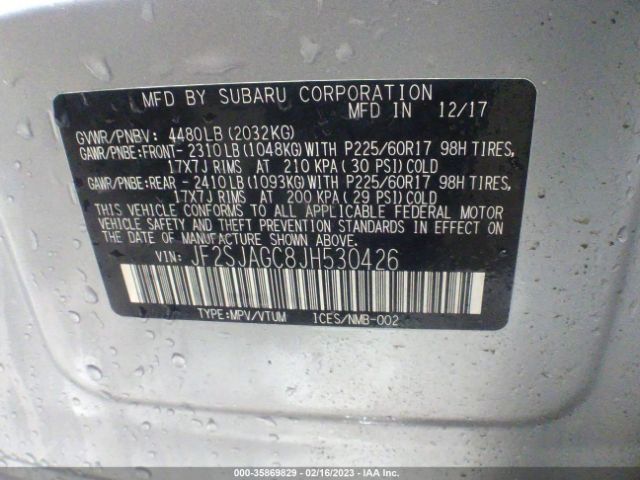 MFD BY SUBARU CORPORATION
MFD IN 12/17
GVWR/PNBV: 4480LB(2032KG)
GAWR/PNBE:FRONT- 2310LB(1048KG)WITH P225/60R17 98H TIRES,
17X7J RIMS AT 210 KPA(30 PSI)COLD
GAWR/PNBE:REAR - 2410LB(1093KG)WITH P225/60R17 98H TIRES,
17X7J RIMS AT 200 KPA(29 PSI)COLD
THIS VEHICLE CONFORMS TO ALL APPLICABLE FEDERAL MOTOR
VEHICLE SAFETY AND THEFT PREVENTION STANDARDS IN EFFECT
ON THE DATE OF MANUFACTURE SHOWN ABOVE.
VIN: JF2SJAGC8JH530426
TYPE:MPV/VTUM ICES/NMB-002
000-35869829 - 02/16/2023 - IAA Inc.